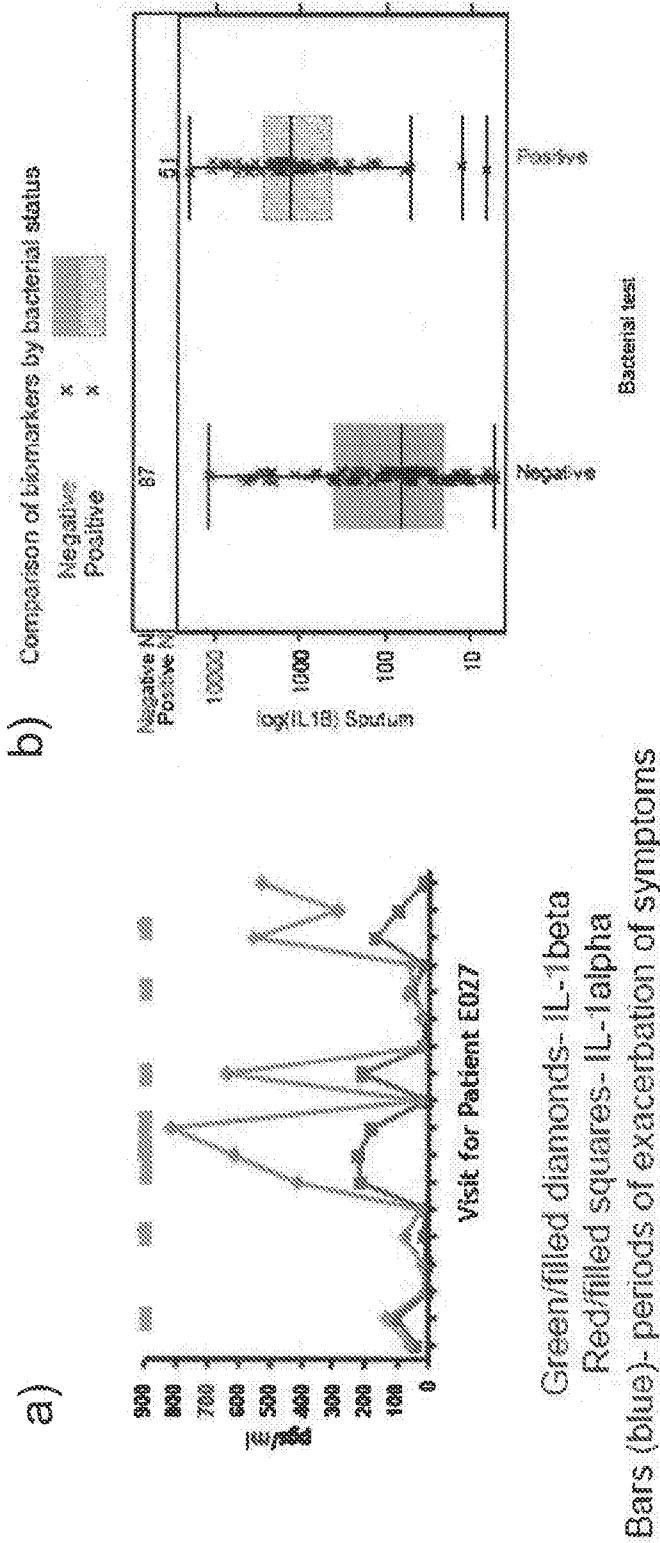 a)
900
800
700
600
500
400
300
200
100
0
/ml
Visit for Patient E027
Green/filled diamonds- IL-1beta
Red/filled squares- IL-1alpha
Bars (blue)- periods of exacerbation of symptoms
b)
Comparison of biomarkers by bacterial status
Negative
Positive
Negative N
Positive N
87
51
10000
1000
100
10
log(IL1B) Sputum
Negative
Positive
Bacterial test